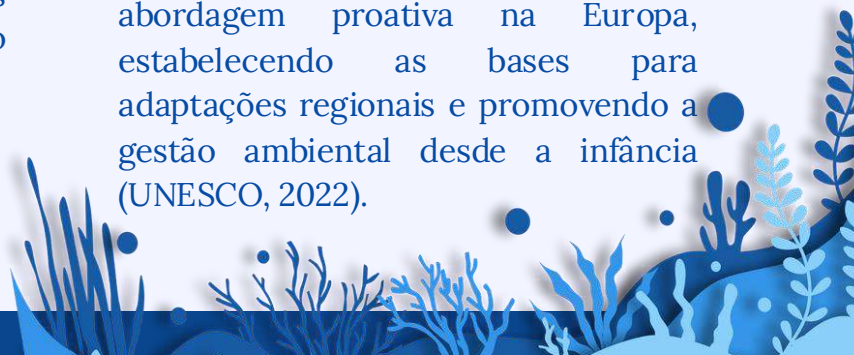 abordagem proativa na Europa,
estabelecendo as bases para
adaptações regionais e promovendo a
gestão ambiental desde a infância
(UNESCO, 2022).